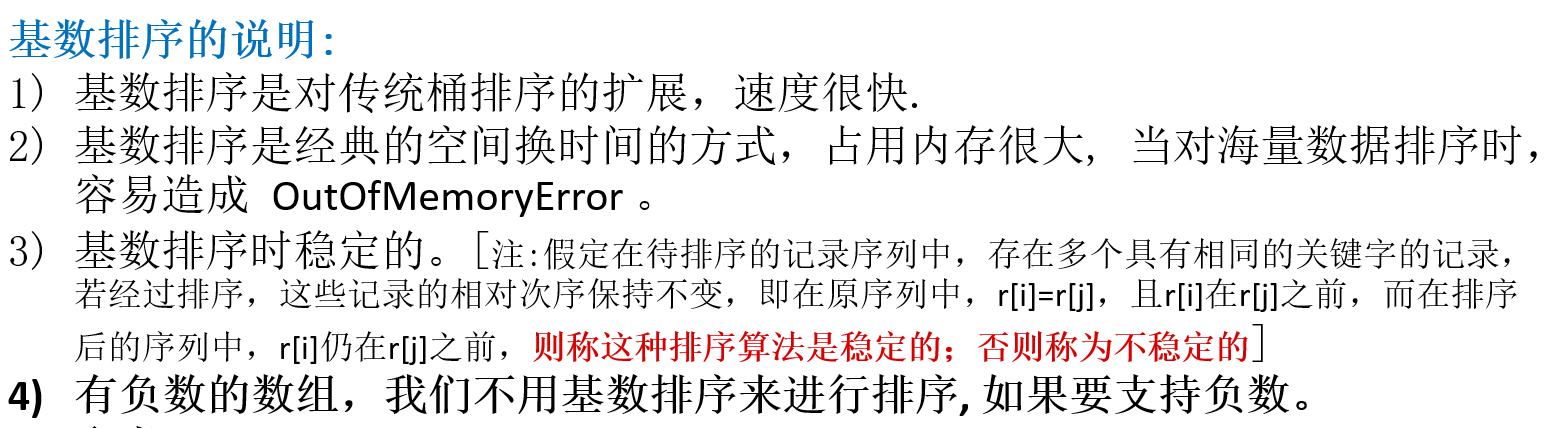 基数排序的说明:
1) 基数排序是对传统桶排序的扩展，速度很快.
2) 基数排序是经典的空间换时间的方式，占用内存很大, 当对海量数据排序时，
容易造成 OutOfMemoryError 。
3) 基数排序时稳定的。[注:假定在待排序的记录序列中，存在多个具有相同的关键字的记录，
若经过排序，这些记录的相对次序保持不变，即在原序列中，r[i]=r[j]，且r[i]在r[j]之前，而在排序
后的序列中，r[i]仍在r[j]之前，则称这种排序算法是稳定的；否则称为不稳定的]
4) 有负数的数组，我们不用基数排序来进行排序, 如果要支持负数。